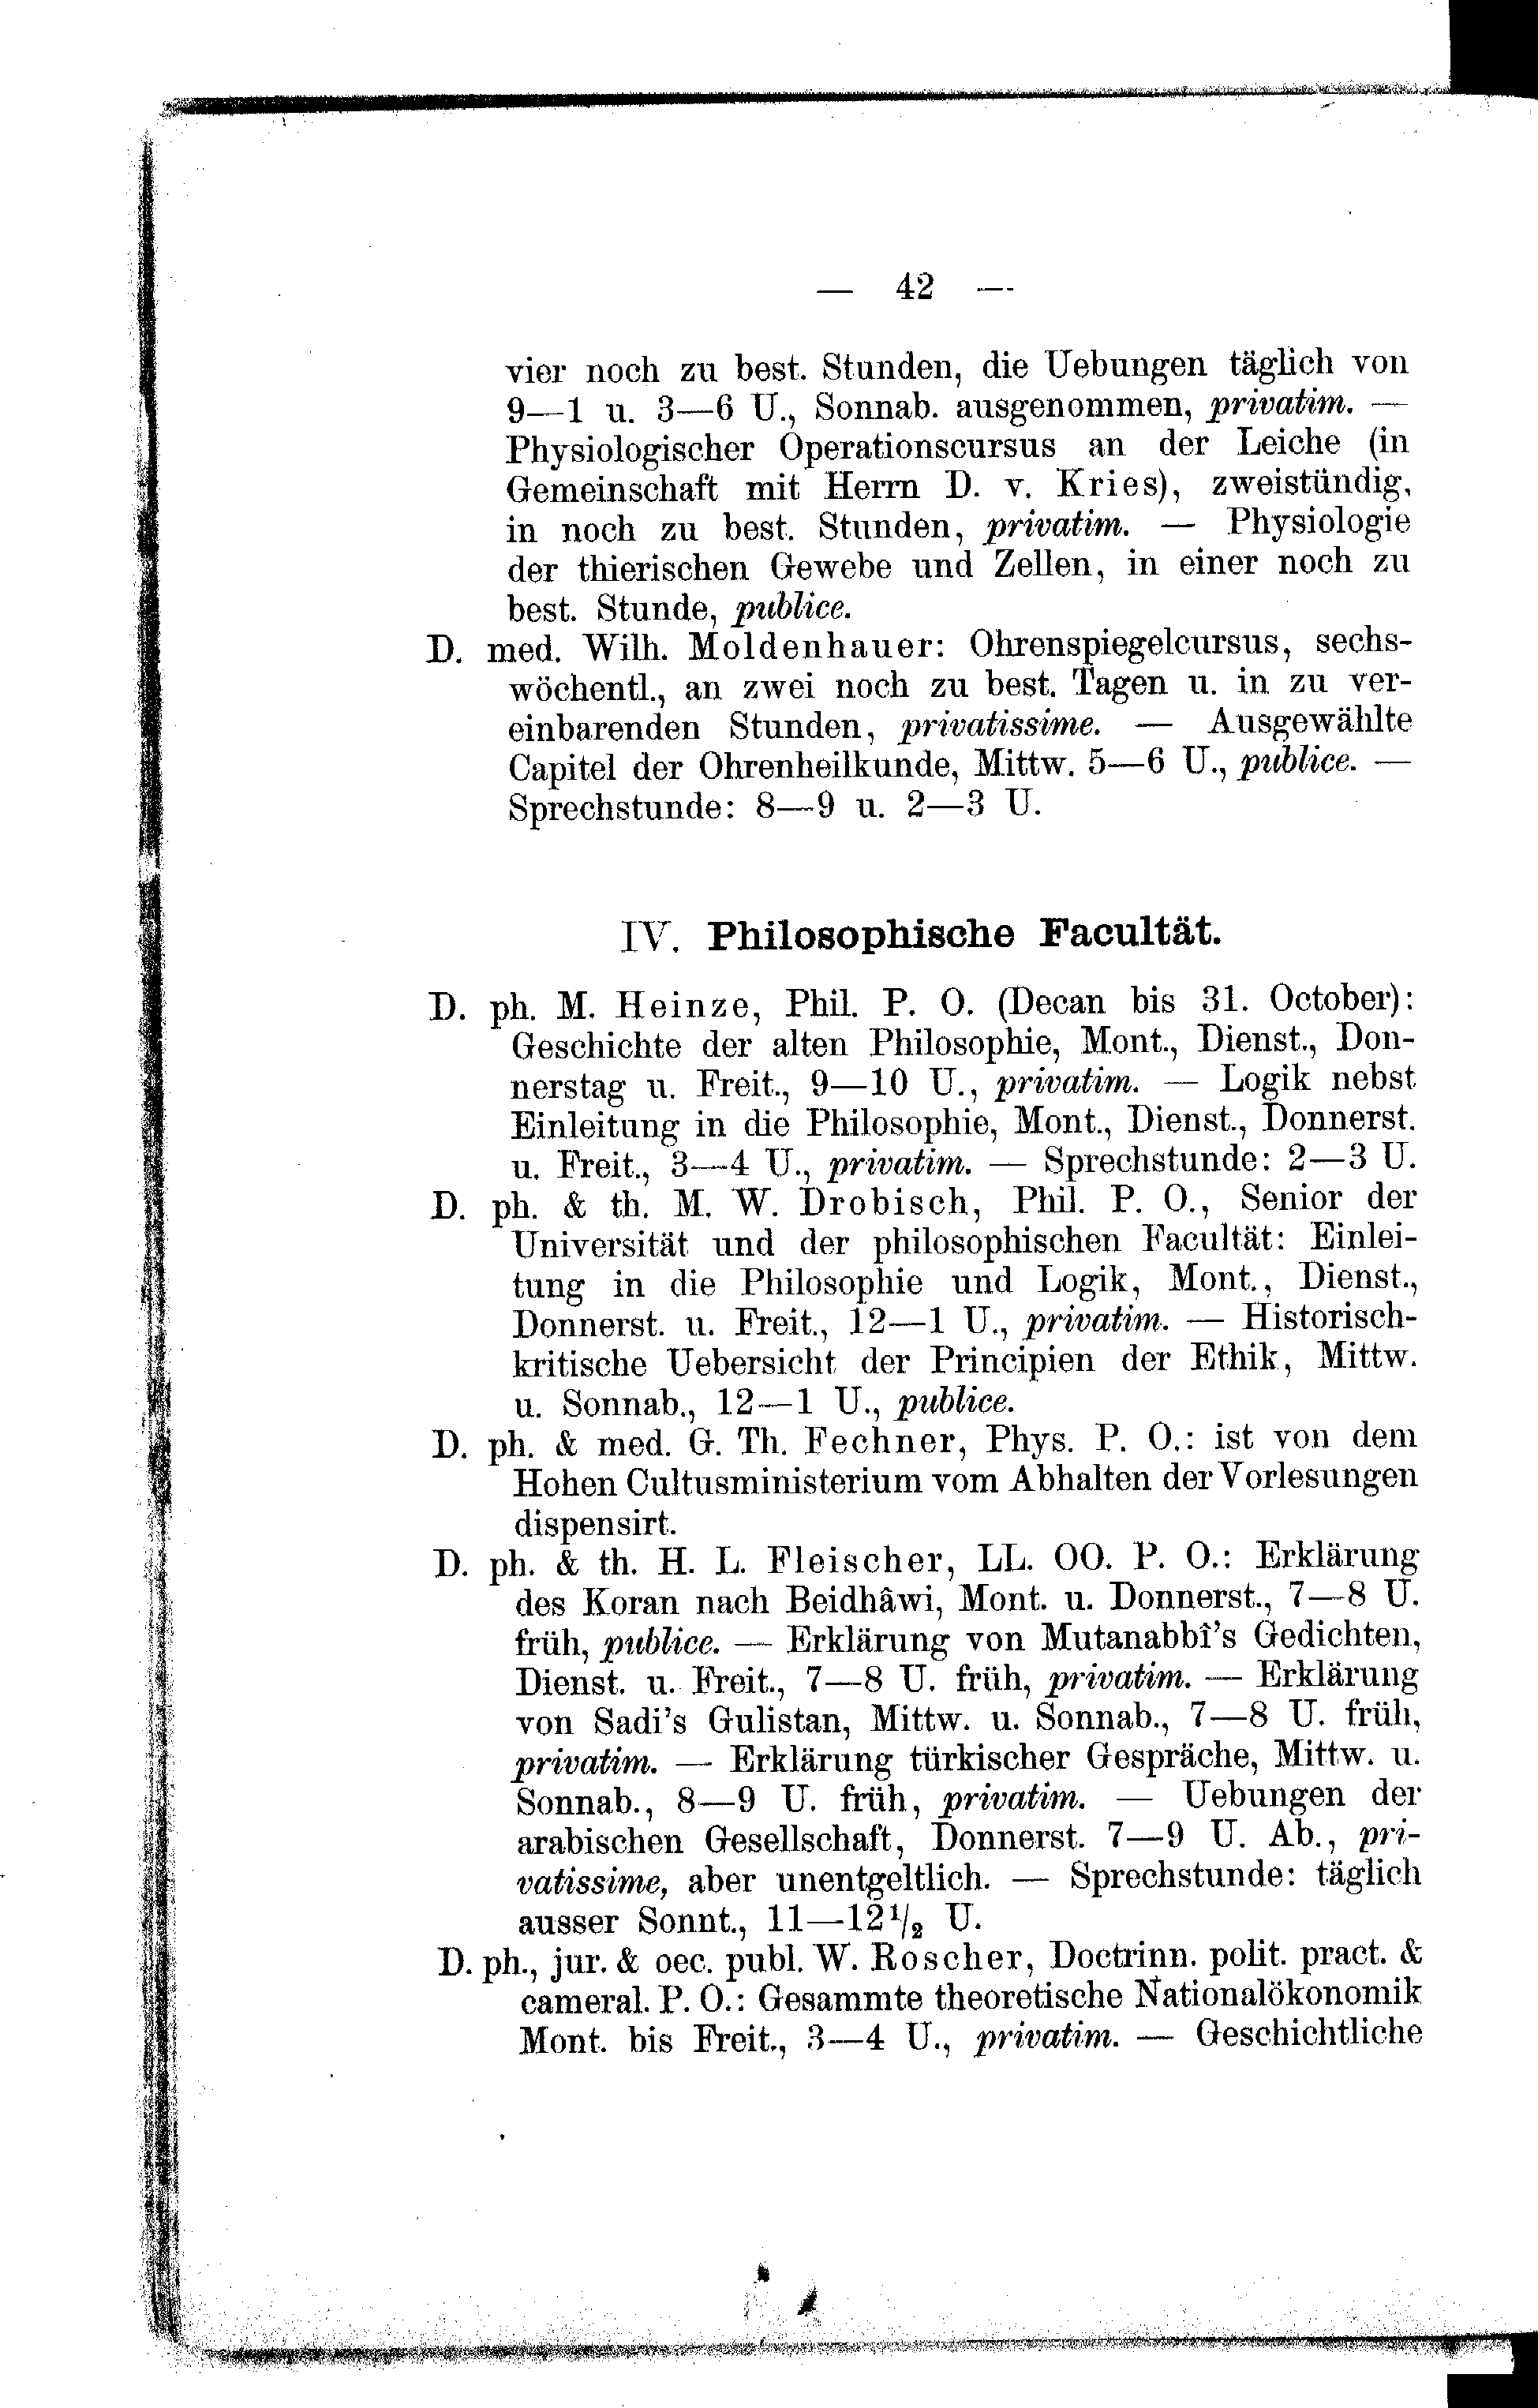 — 42 —
vier noch zu best. Stunden, die Uebungen täglich von
9—1 u. 3—6 U., Sonnab. ausgenommen, privatim. —
Physiologischer Operationscursus an der Leiche (in
Gemeinschaft mit Herrn D. v. Kries), zweistündig,
in noch zu best. Stunden, privatim. — Physiologie
der thierischen Gewebe und Zellen, in einer noch zu
best. Stunde, publice.
D. med. Wilh. Moldenhauer: Ohrenspiegelcursus, sechs-
wöchentl., an zwei noch zu best. Tagen u. in zu ver-
einbarenden Stunden, privatissime. — Ausgewählte
Capitel der Ohrenheilkunde, Mittw. 5—6 U., publice. —
Sprechstunde: 8—9 u. 2—3 U.
IV. Philosophische Facultät.
D. ph. M. Heinze, Phil. P. O. (Decan bis 31. October):
Geschichte der alten Philosophie, Mont., Dienst., Don-
nerstag u. Freit., 9—10 U., privatim. — Logik nebst
Einleitung in die Philosophie, Mont., Dienst., Donnerst.
u. Freit., 3—4 U., privatim. — Sprechstunde: 2—3 U.
D. ph. & th. M. W. Drobisch, Phil. P. O., Senior der
Universität und der philosophischen Facultät: Einlei-
tung in die Philosophie und Logik, Mont., Dienst.,
Donnerst. u. Freit., 12—1 U., privatim. — Historisch-
kritische Uebersicht der Principien der Ethik, Mittw.
u. Sonnab., 12—1 U., publice.
D. ph. & med. G. Th. Fechner, Phys. P. O.: ist von dem
Hohen Cultusministerium vom Abhalten der Vorlesungen
dispensirt.
D. ph. & th. H. L. Fleischer, LL. OO. P. O.: Erklärung
des Koran nach Beidhâwi, Mont. u. Donnerst., 7—8 U.
früh, publice. — Erklärung von Mutanabbî's Gedichten,
Dienst. u. Freit., 7—8 U. früh, privatim. — Erklärung
von Sadi's Gulistan, Mittw. u. Sonnab., 7—8 U. früh,
privatim. — Erklärung türkischer Gespräche, Mittw. u.
Sonnab., 8—9 U. früh, privatim. — Uebungen der
arabischen Gesellschaft, Donnerst. 7—9 U. Ab., pri-
vatissime, aber unentgeltlich. — Sprechstunde: täglich
ausser Sonnt., 11—12 1/2 U.
D. ph., jur. & oec. publ. W. Roscher, Doctrinn. polit. pract. &
cameral. P. O.: Gesammte theoretische Nationalökonomik
Mont. bis Freit., 3—4 U., privatim. — Geschichtliche